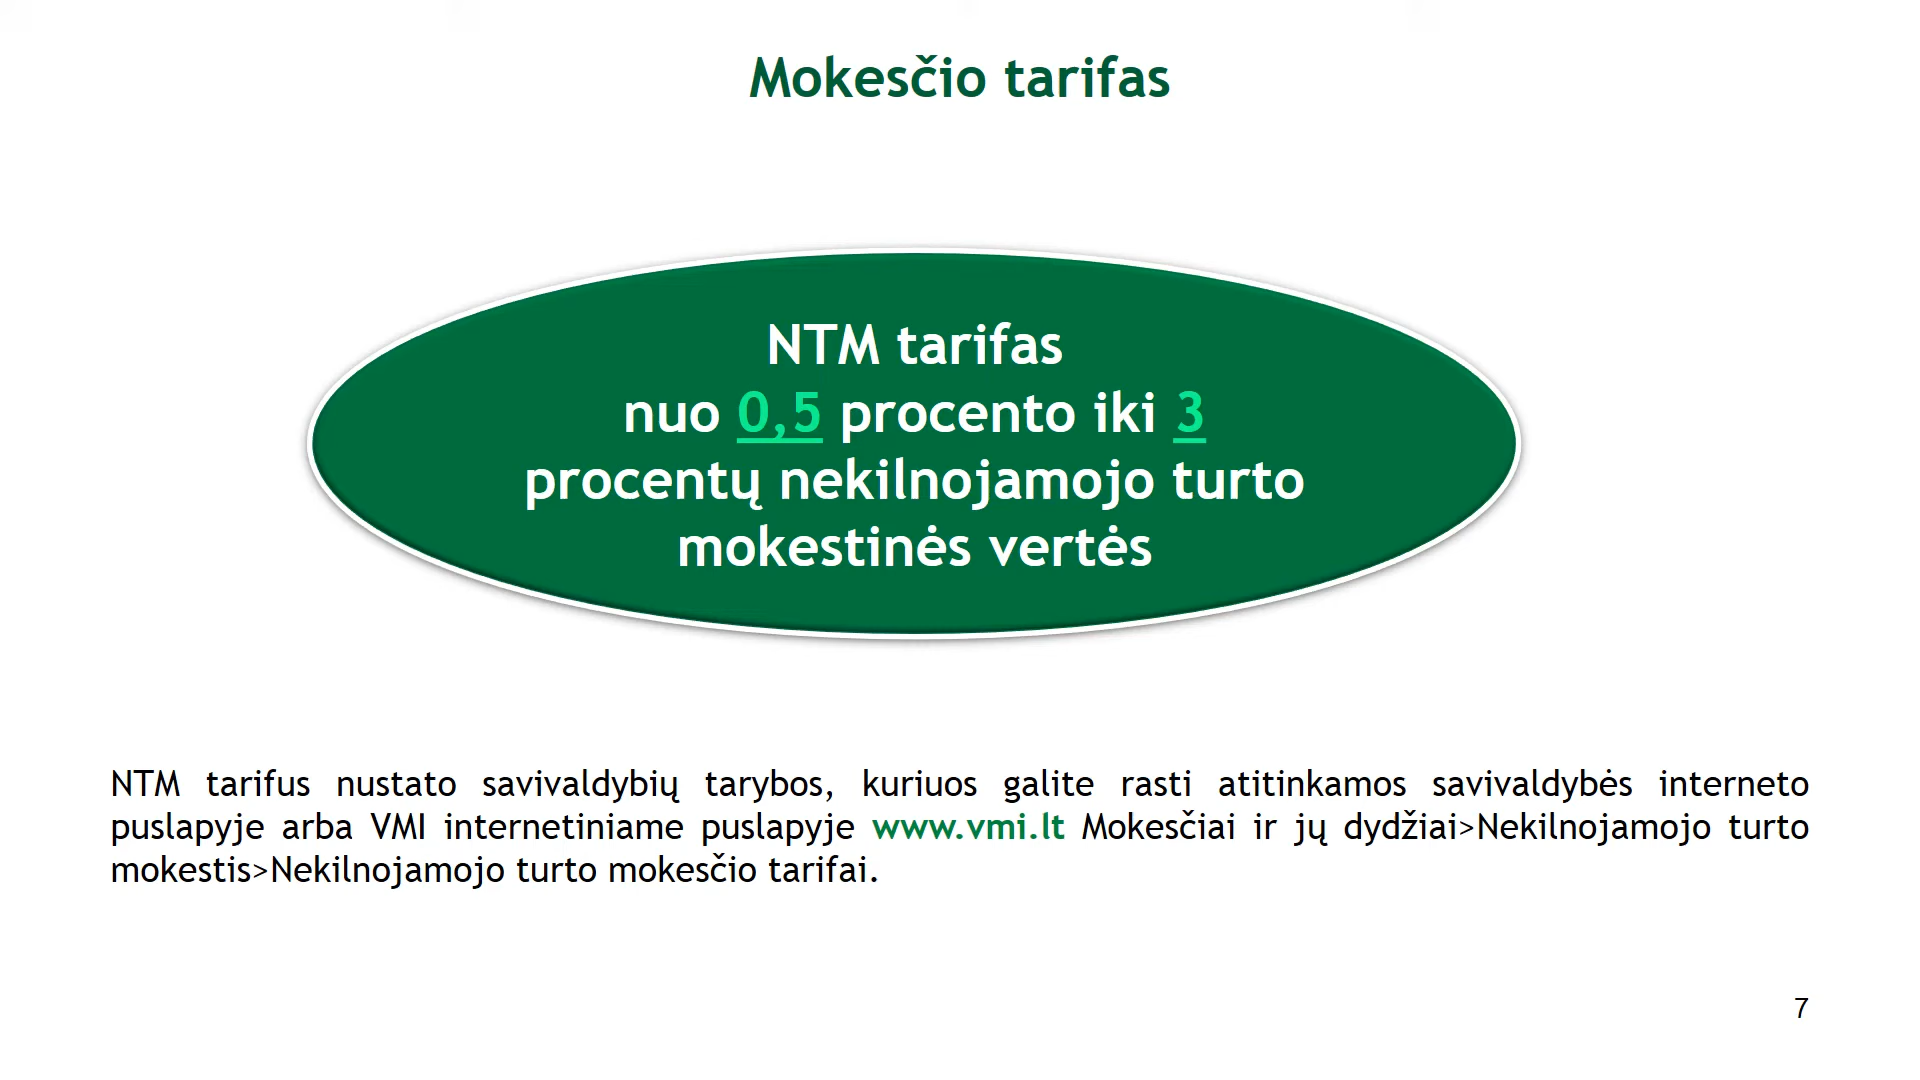 Mokesčio tarifas
NTM tarifas
nuo 0,5 procento iki 3
procentų nekilnojamojo turto
mokestinės vertės
NTM tarifus nustato savivaldybių tarybos, kuriuos galite rasti atitinkamos savivaldybės interneto
puslapyje arba VMI internetiniame puslapyje www.vmi.lt Mokesčiai ir jų dydžiai>Nekilnojamojo turto
mokestis>Nekilnojamojo turto mokesčio tarifai.
7